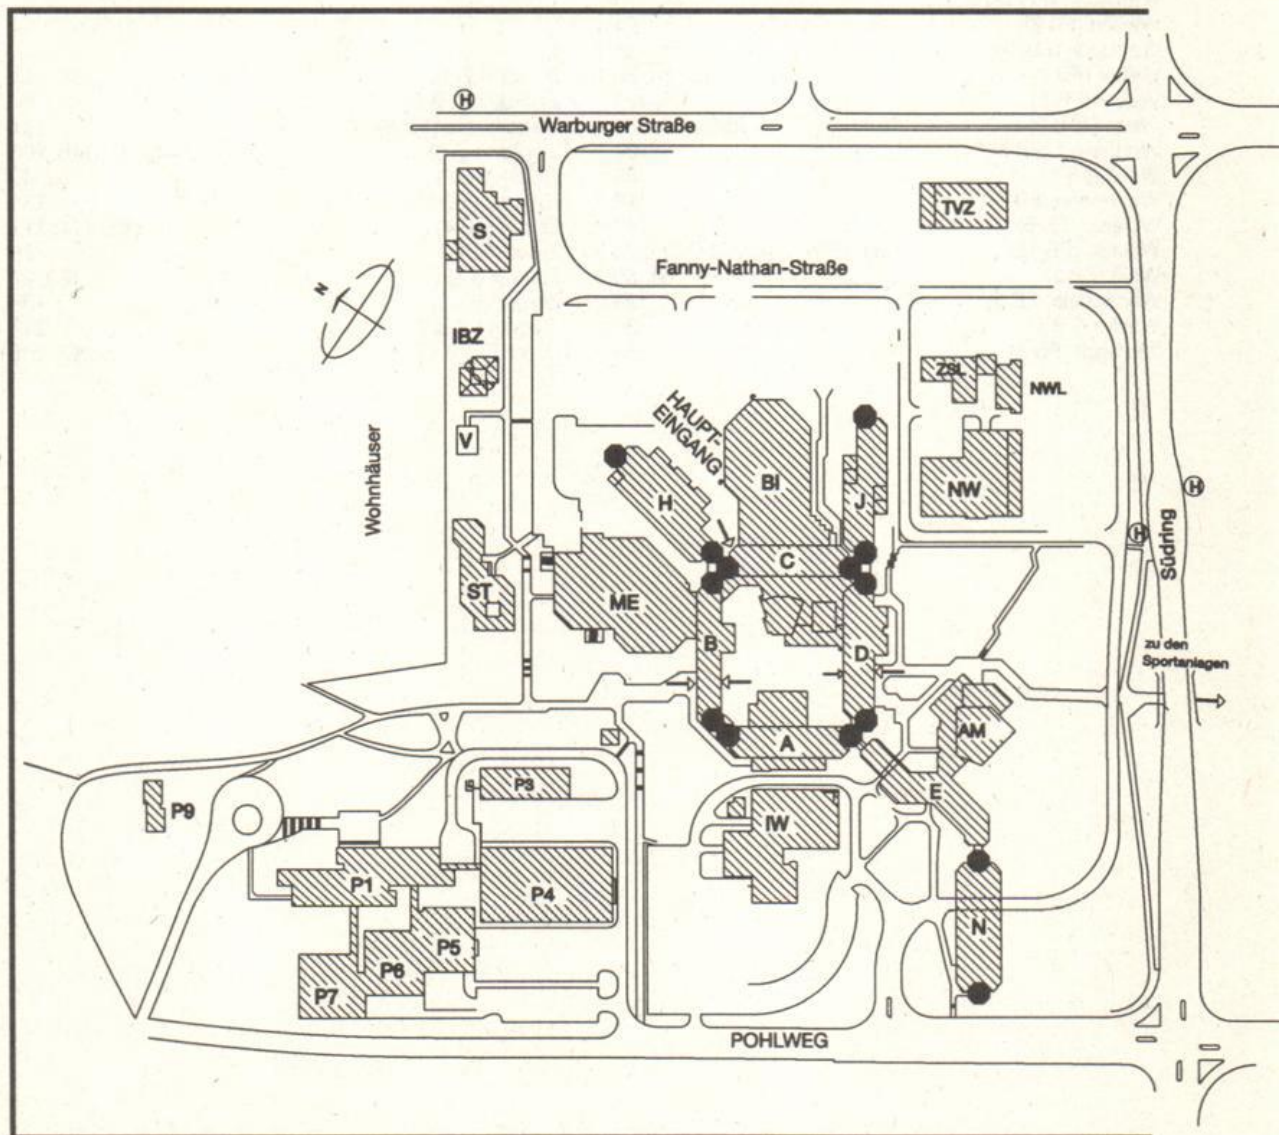 H
Warburger Straße
TVZ
S
Fanny-Nathan-Straße
N
IBZ
ZSL
NWL
HAUPT-
EINGANG
V
Wohnhäuser
H
BI
J
NW
H
H
Südring
C
ST
ME
B
D
zu den
Sportanlagen
A
AM
P3
P9
E
IW
P1
P4
N
P5
P6
P7
POHLWEG